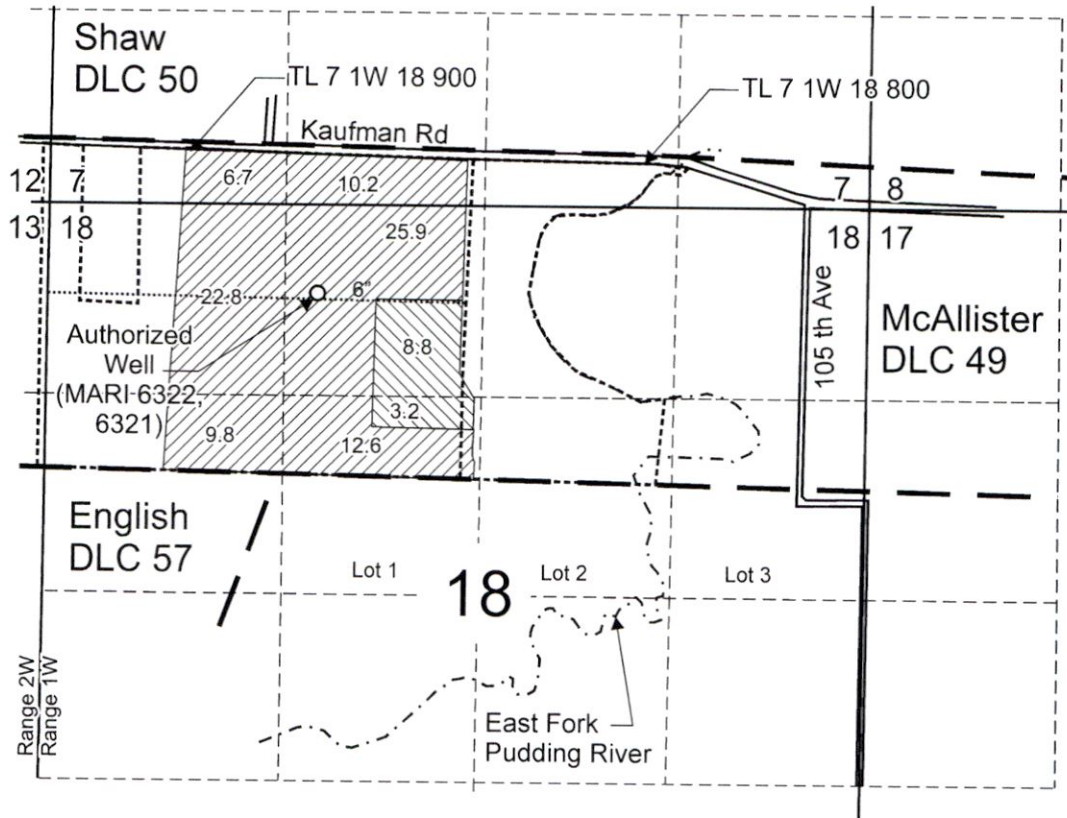 Shaw
DLC 50
TL 7 1W 18 900
TL 7 1W 18 800
Kaufman Rd
12 7
6.7
10.2
7 8
13 18
25.9
18 17
22.8
6"
105 th Ave
McAllister
DLC 49
Authorized
Well
(MARI 6322,
6321)
8.8
3.2
9.8
12.6
English
DLC 57
Lot 1
18
Lot 2
Lot 3
Range 2W
Range 1W
East Fork
Pudding River